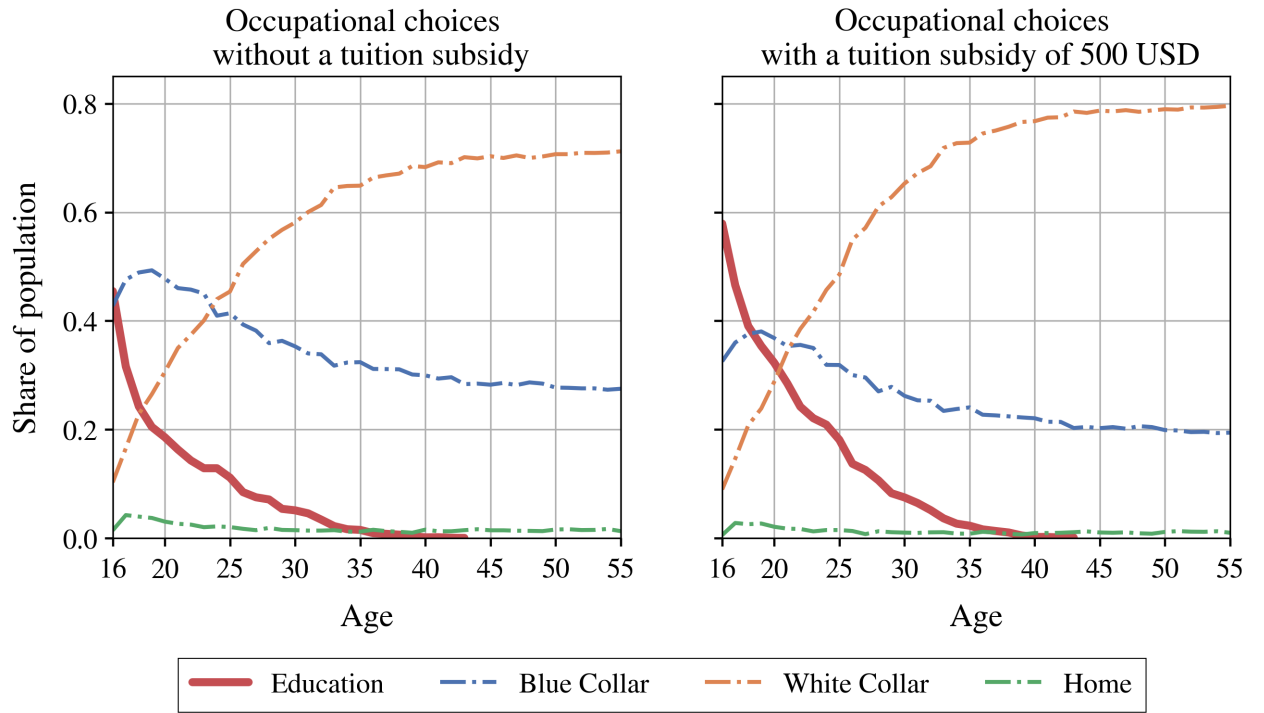 Occupational choices
without a tuition subsidy
Occupational choices
with a tuition subsidy of 500 USD
Share of population
0.8
0.6
0.4
0.2
0.0
16 20 25 30 35 40 45 50 55
16 20 25 30 35 40 45 50 55
Age
Age
Education Blue Collar White Collar Home